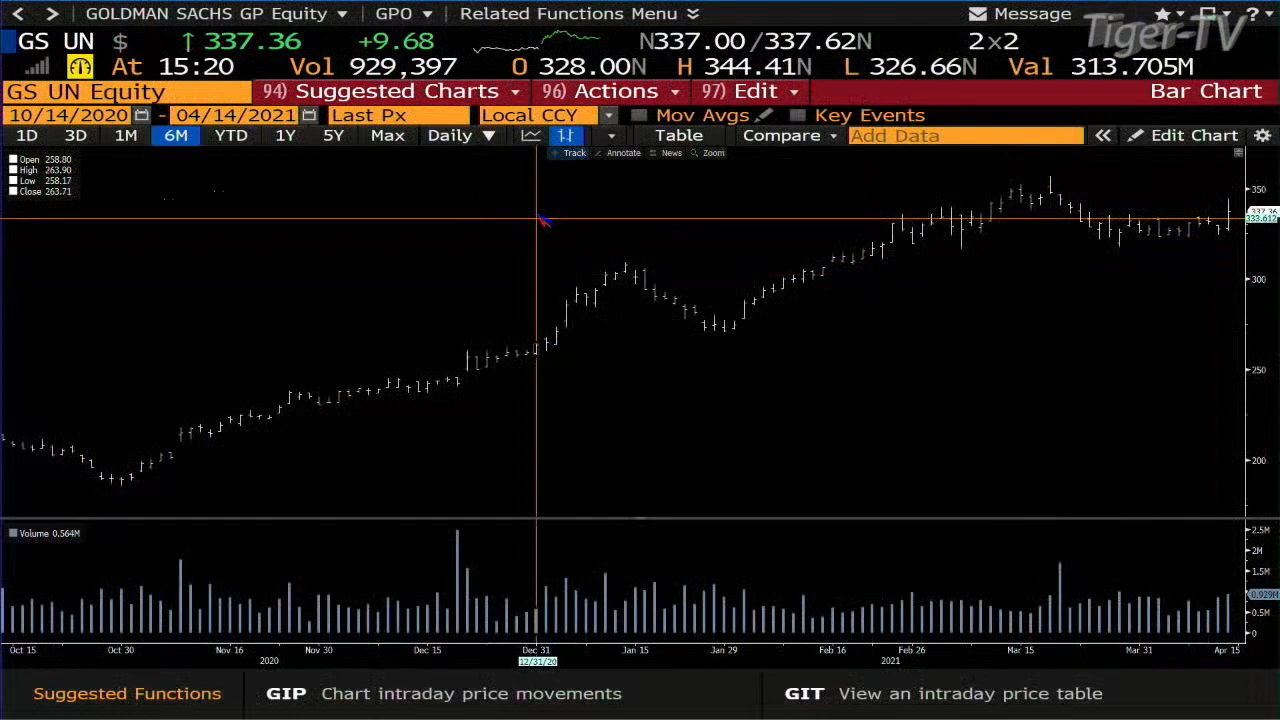 GOLDMAN SACHS GP Equity GPO Related Functions Menu Message ?
Tiger-TV
GS UN $ ↑ 337.36 +9.68 N337.00/337.62N 2×2
At 15:20 Vol 929,397 O 328.00N H 344.41N L 326.66N Val 313.705M
GS UN Equity 94) Suggested Charts 96) Actions 97) Edit Bar Chart
10/14/2020 - 04/14/2021 Last Px Local CCY Mov Avgs Key Events
1D 3D 1M 6M YTD 1Y 5Y Max Daily ▼ Table Compare Add Data « Edit Chart
Track Annotate News Zoom
Open 258.80
High 263.90
Low 258.17
Close 263.71
350
337.36
333.612
300
250
200
Volume 0.564M
2.5M
2M
1.5M
0.929M
0.5M
0
Oct 15 Oct 30 Nov 16 Nov 30 Dec 15 Dec 31 Jan 15 Jan 29 Feb 16 Feb 26 Mar 15 Mar 31 Apr 15
2020 12/31/20 2021
Suggested Functions GIP Chart intraday price movements GIT View an intraday price table